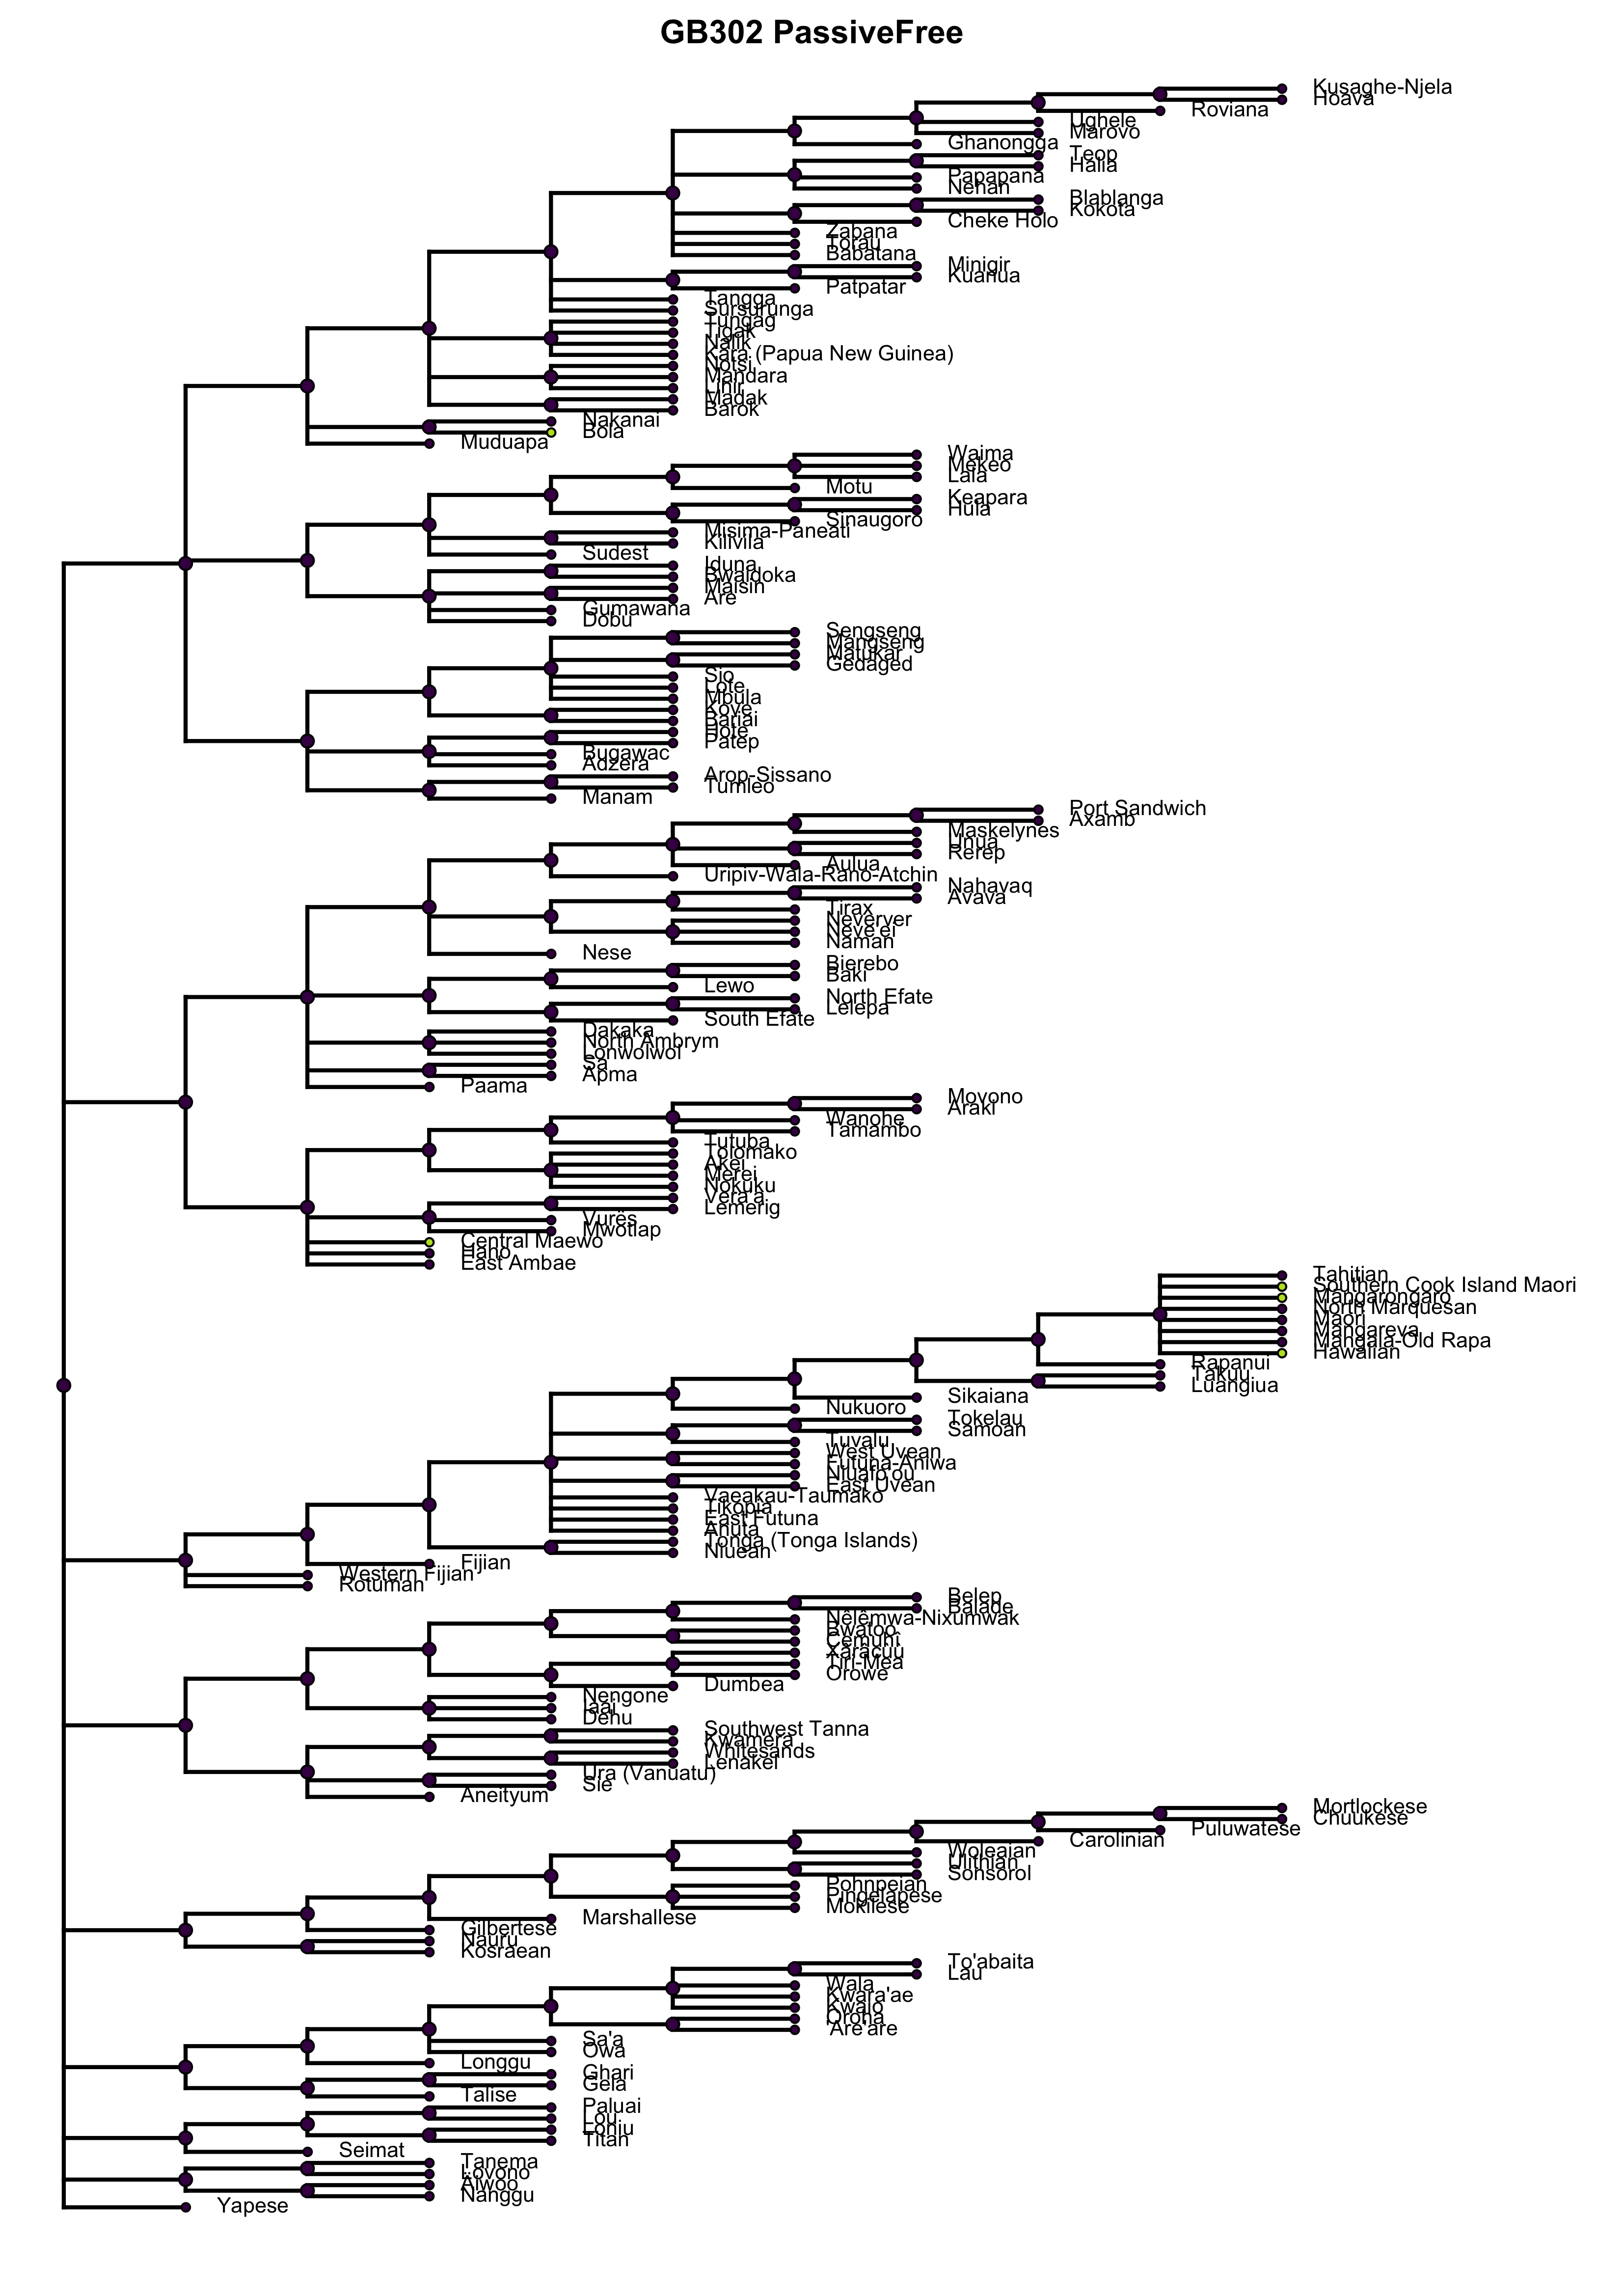 GB302 PassiveFree
Kusaghe-Njela
Hoava
Roviana
Ughele
Marovo
Ghanongga
Teop
Halia
Papapana
Nehan
Blablanga
Kokota
Cheke Holo
Zabana
Torau
Babatana
Minigir
Kuanua
Patpatar
Tangga
Sursurunga
Tungag
Tigak
Nalik
Kara (Papua New Guinea)
Notsi
Mandara
Lihir
Madak
Barok
Nakanai
Bola
Muduapa
Waima
Mekeo
Lala
Motu
Keapara
Hula
Sinaugoro
Misima-Paneati
Kilivila
Sudest
Iduna
Bwaidoka
Maisin
Are
Gumawana
Dobu
Sengseng
Mangseng
Matukar
Gedaged
Sio
Lote
Mbula
Kove
Bariai
Hote
Patep
Bugawac
Adzera
Arop-Sissano
Tumleo
Manam
Port Sandwich
Axamb
Maskelynes
Unua
Rerep
Aulua
Uripiv-Wala-Rano-Atchin
Nahavaq
Avava
Tirax
Neverver
Neve'ei
Naman
Nese
Bierebo
Baki
Lewo
North Efate
Lelepa
South Efate
Dakaka
North Ambrym
Lonwolwol
Sa
Apma
Paama
Movono
Araki
Wanohe
Tamambo
Tutuba
Tolomako
Akei
Merei
Nokuku
Vera'a
Lemerig
Vurës
Mwotlap
Central Maewo
Hano
East Ambae
Tahitian
Southern Cook Island Maori
Mangarongaro
North Marquesan
Maori
Mangareva
Mangaia-Old Rapa
Hawaiian
Rapanui
Takuu
Luangiua
Sikaiana
Nukuoro
Tokelau
Samoan
Tuvalu
West Uvean
Futuna-Aniwa
Niuafo'ou
East Uvean
Vaeakau-Taumako
Tikopia
East Futuna
Anuta
Tonga (Tonga Islands)
Niuean
Fijian
Western Fijian
Rotuman
Belep
Balade
Nêlêmwa-Nixumwak
Bwatoo
Cemuhî
Xârâcùù
Tiri-Mea
Orowe
Dumbea
Nengone
Iaai
Dehu
Southwest Tanna
Kwamera
Whitesands
Lenakel
Ura (Vanuatu)
Sie
Aneityum
Mortlockese
Chuukese
Puluwatese
Carolinian
Woleaian
Ulithian
Sonsorol
Pohnpeian
Pingelapese
Mokilese
Marshallese
Gilbertese
Nauru
Kosraean
To'abaita
Lau
Wala
Kwara'ae
Kwaio
Oroha
'Are'are
Sa'a
Owa
Longgu
Ghari
Gela
Talise
Paluai
Lou
Loniu
Titan
Seimat
Tanema
Lovono
Äiwoo
Nanggu
Yapese